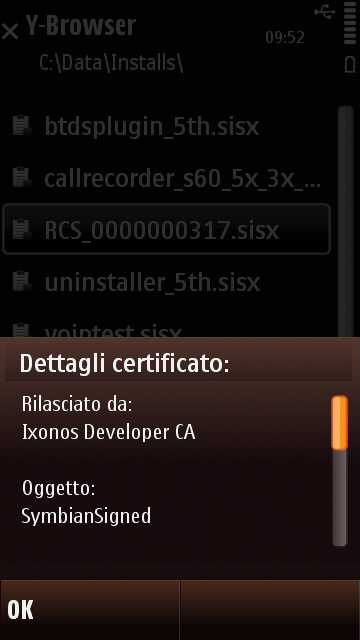 Y-Browser
09:52
C:\Data\Installs\
btdsplugin_5th.sisx
callrecorder_s60_5x_3x_...
RCS_0000000317.sisx
uninstaller_5th.sisx
voiptest.sisx
Dettagli certificato:
Rilasciato da:
Ixonos Developer CA
Oggetto:
SymbianSigned
OK